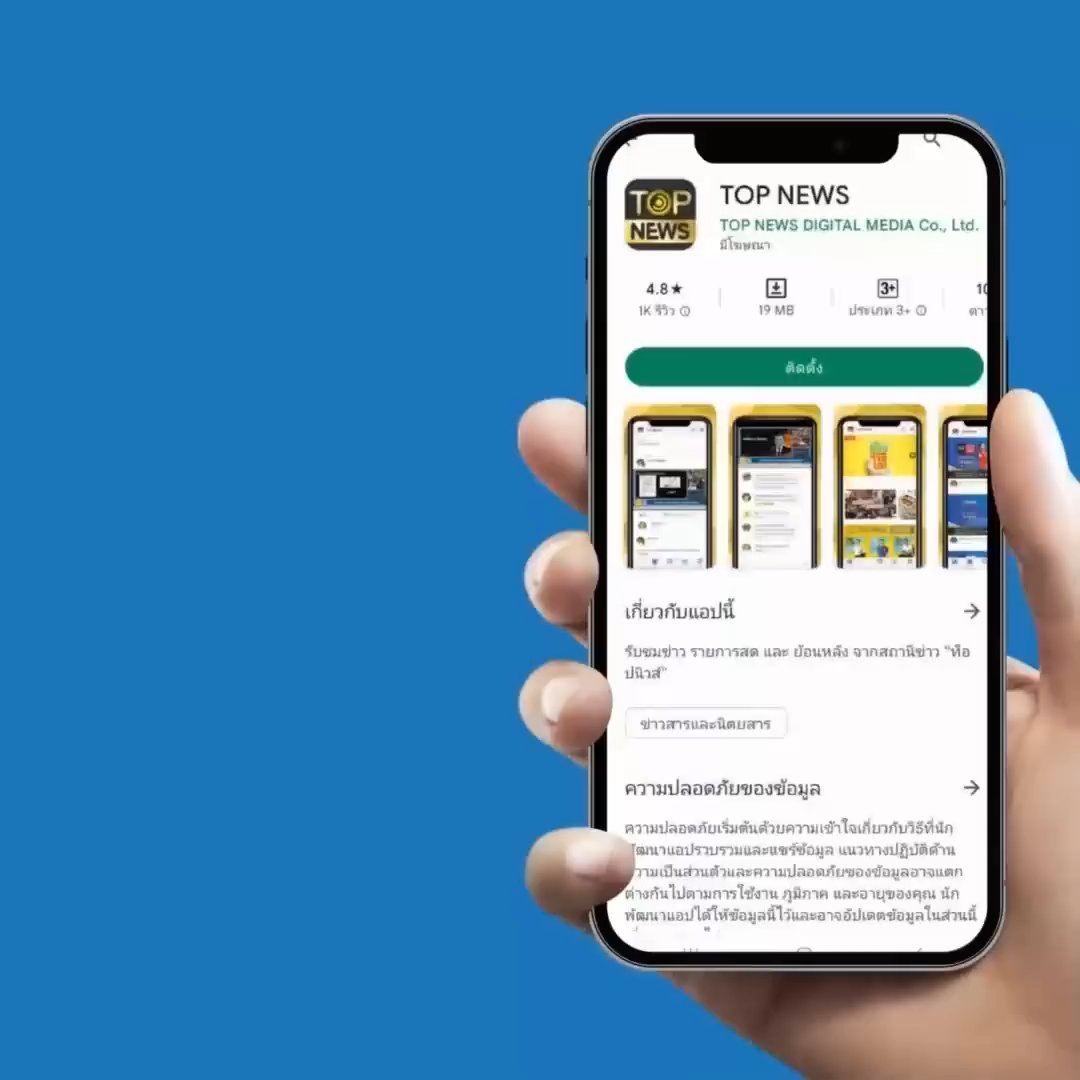 TOP
NEWS
TOP NEWS
TOP NEWS DIGITAL MEDIA Co., Ltd.
มีโฆษณา
4.8★
1K รีวิว
19 MB
3+
ประเภท 3+
ติดตั้ง
เกี่ยวกับแอปนี้
รับชมข่าว รายการสด และ ย้อนหลัง จากสถานีข่าว "ท็อ
ปนิวส์"
ข่าวสารและนิตยสาร
ความปลอดภัยของข้อมูล
ความปลอดภัยเริ่มต้นด้วยความเข้าใจเกี่ยวกับวิธีที่นัก
พัฒนาแอปรวบรวมและแชร์ข้อมูล แนวทางปฏิบัติด้าน
ความเป็นส่วนตัวและความปลอดภัยของข้อมูลอาจแตก
ต่างกันไปตามการใช้งาน ภูมิภาค และอายุของคุณ นัก
พัฒนาแอปได้ให้ข้อมูลนี้ไว้และอาจอัปเดตข้อมูลในส่วนนี้